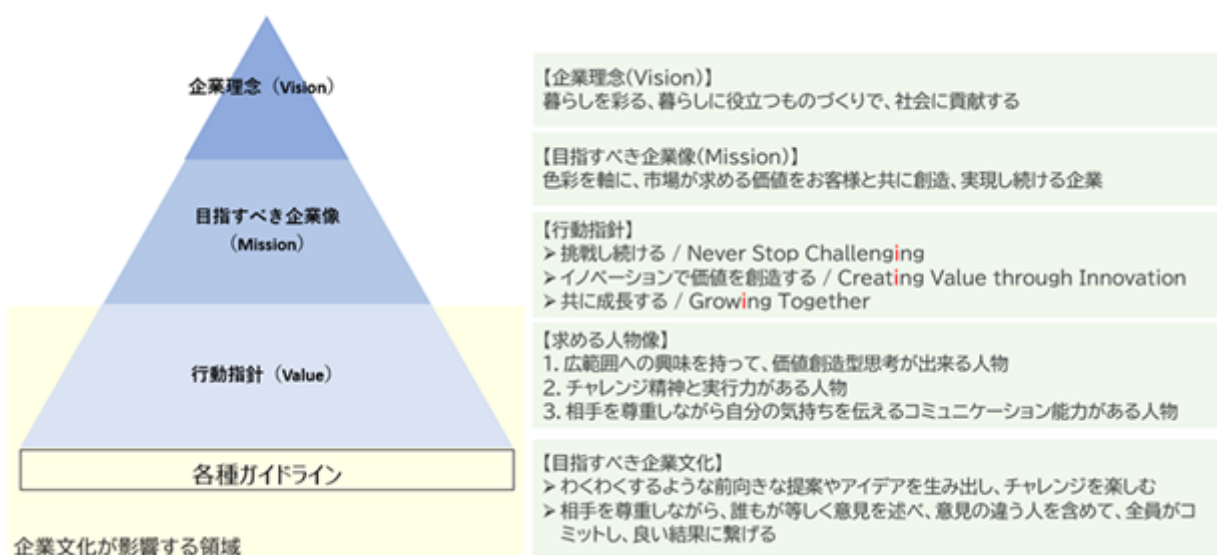 企業理念（Vision）
目指すべき企業像
（Mission）
行動指針（Value）
各種ガイドライン
企業文化が影響する領域
【企業理念(Vision)】
暮らしを彩る、暮らしに役立つものづくりで、社会に貢献する
【目指すべき企業像(Mission)】
色彩を軸に、市場が求める価値をお客様と共に創造、実現し続ける企業
【行動指針】
➢ 挑戦し続ける / Never Stop Challenging
➢ イノベーションで価値を創造する / Creating Value through Innovation
➢ 共に成長する / Growing Together
【求める人物像】
1. 広範囲への興味を持って、価値創造型思考が出来る人物
2. チャレンジ精神と実行力がある人物
3. 相手を尊重しながら自分の気持ちを伝えるコミュニケーション能力がある人物
【目指すべき企業文化】
➢ わくわくするような前向きな提案やアイデアを生み出し、チャレンジを楽しむ
➢ 相手を尊重しながら、誰もが等しく意見を述べ、意見の違う人を含めて、全員がコ
ミットし、良い結果に繋げる